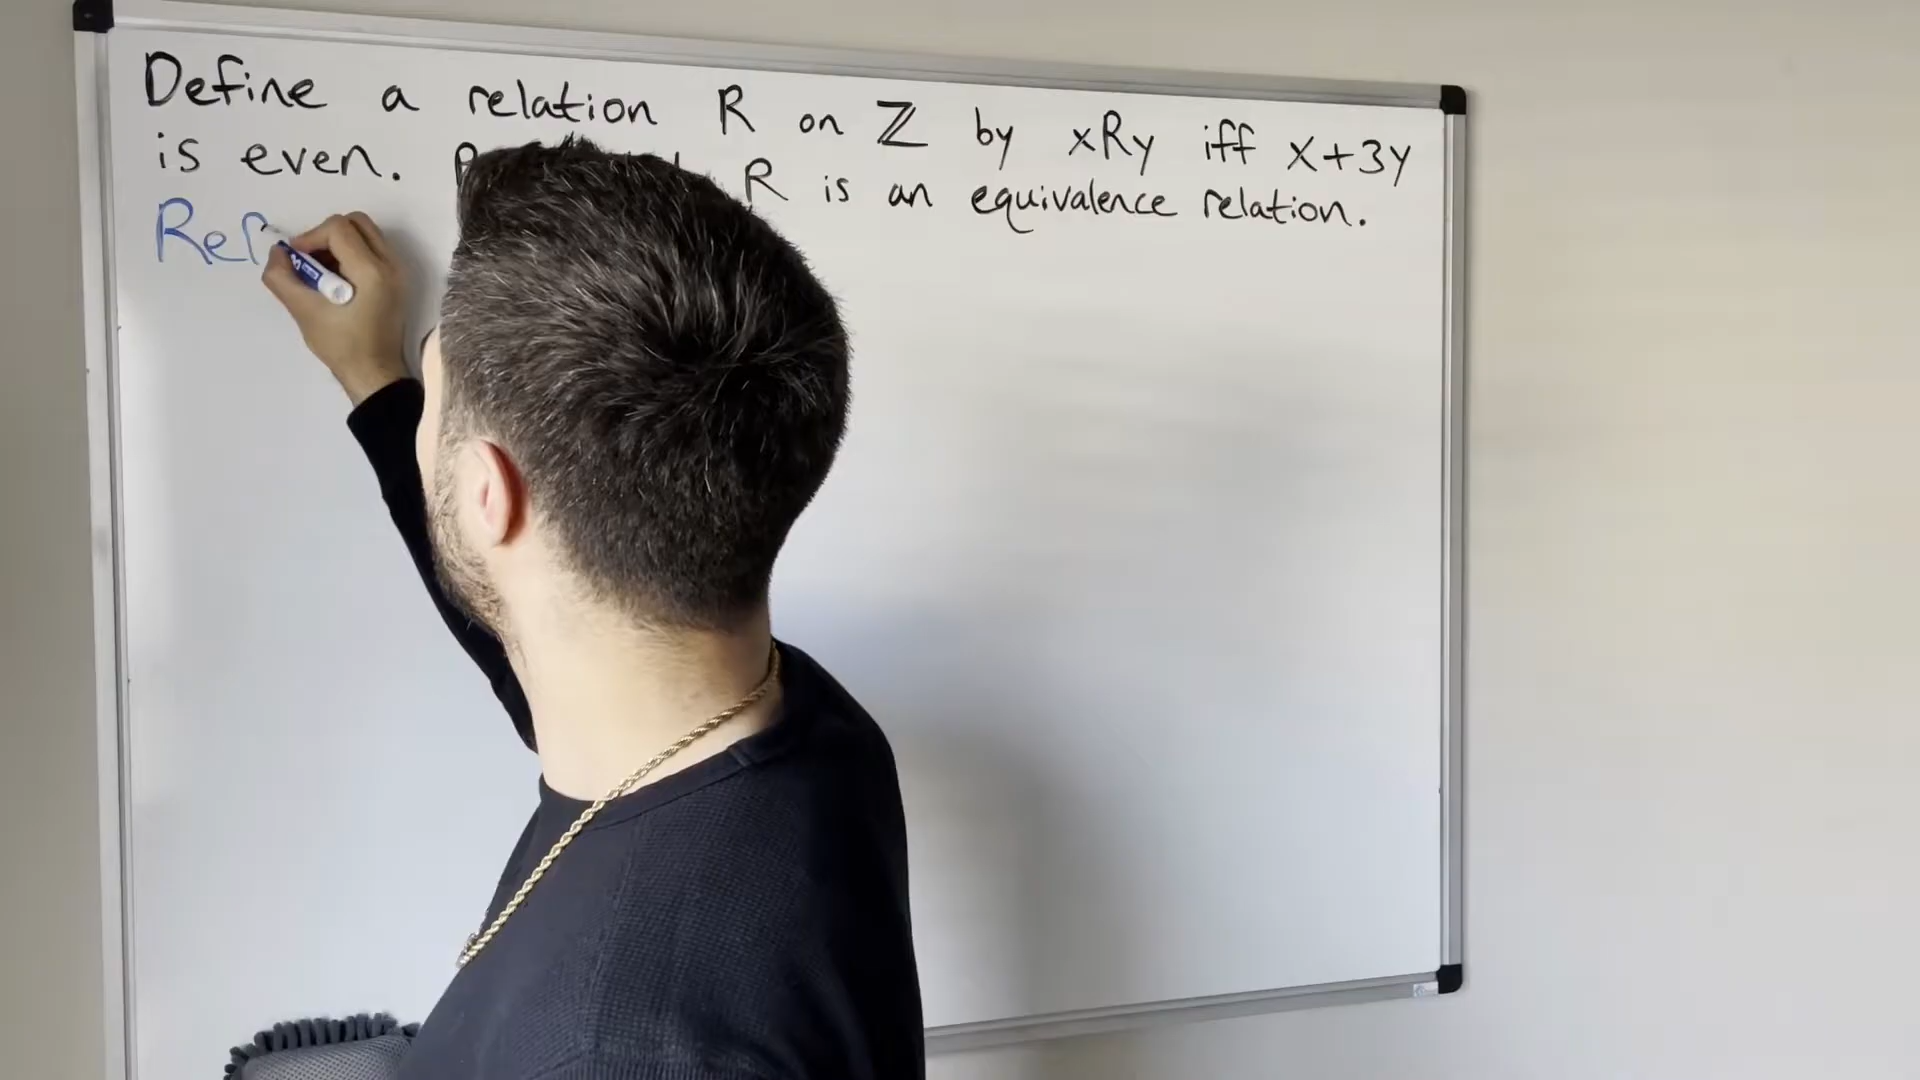 Define a relation R on ℤ by xRy iff x+3y
is even. R is an equivalence relation.
Ref